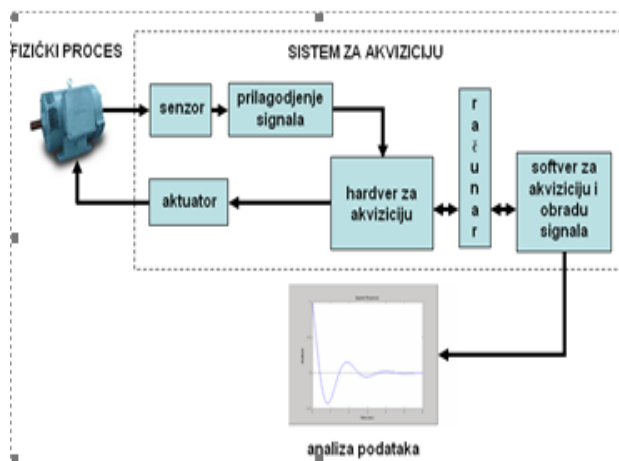 FIZIČKI PROCES
SISTEM ZA AKVIZICIJU
senzor
prilagodjenje
signala
aktuator
hardver za
akviziciju
računar
softver za
akviziciju i
obradu
signala
analiza podataka